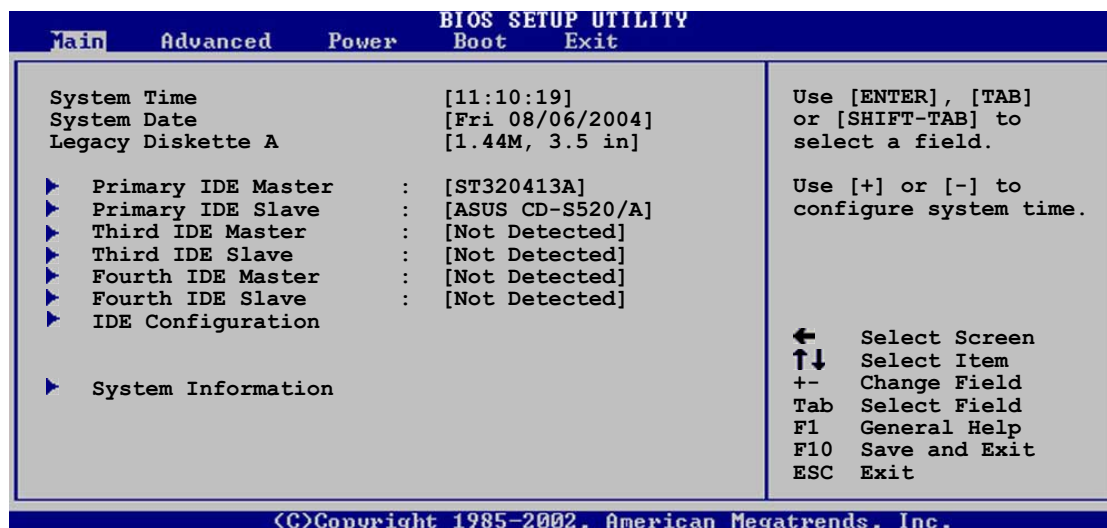 BIOS SETUP UTILITY
Main Advanced Power Boot Exit
System Time [11:10:19]
System Date [Fri 08/06/2004]
Legacy Diskette A [1.44M, 3.5 in]
Primary IDE Master : [ST320413A]
Primary IDE Slave : [ASUS CD-S520/A]
Third IDE Master : [Not Detected]
Third IDE Slave : [Not Detected]
Fourth IDE Master : [Not Detected]
Fourth IDE Slave : [Not Detected]
IDE Configuration
System Information
Use [ENTER], [TAB]
or [SHIFT-TAB] to
select a field.
Use [+] or [-] to
configure system time.
← Select Screen
↑↓ Select Item
+- Change Field
Tab Select Field
F1 General Help
F10 Save and Exit
ESC Exit
(C)Copyright 1985-2002, American Megatrends, Inc.